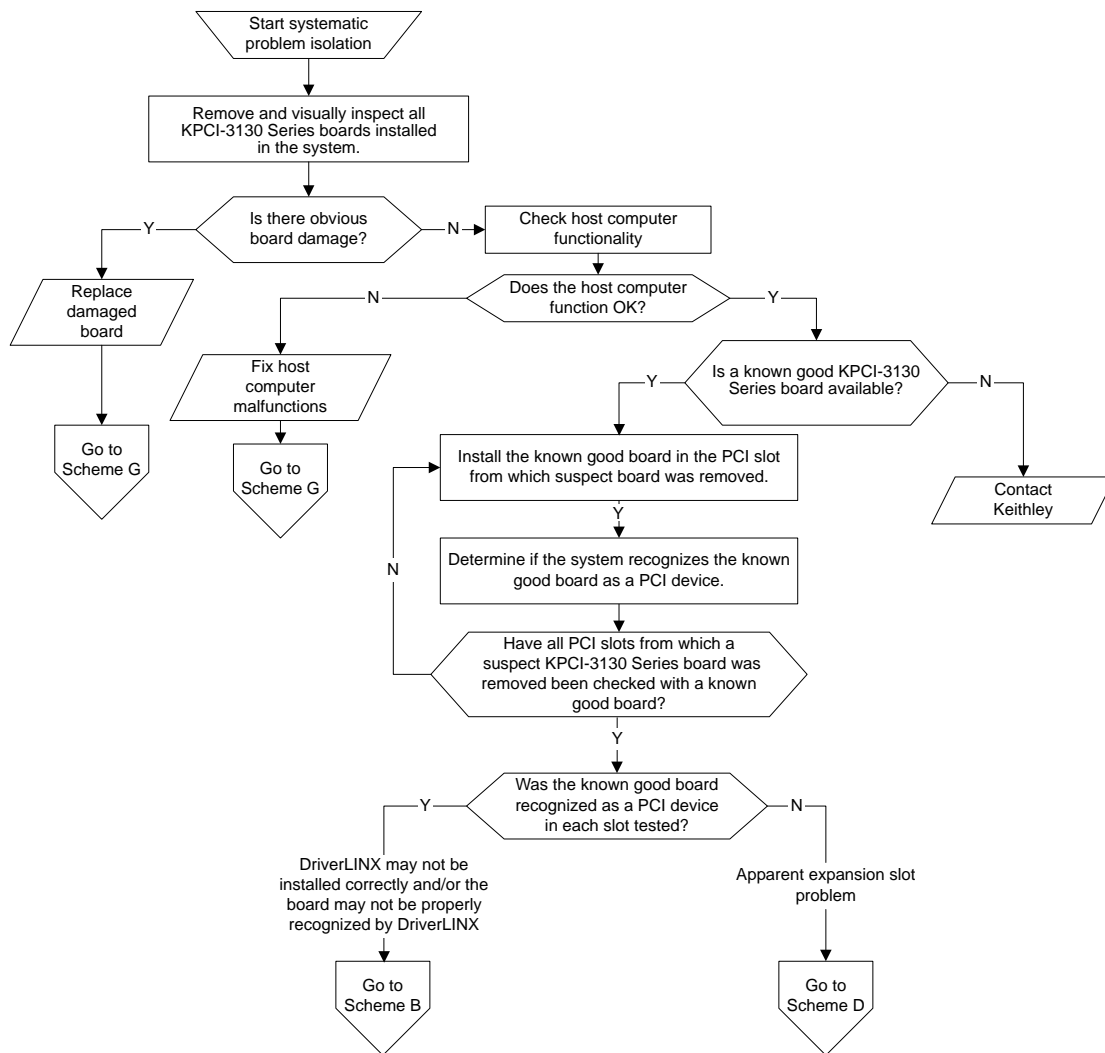 Start systematic
problem isolation
Remove and visually inspect all
KPCI-3130 Series boards installed
in the system.
Is there obvious
board damage?
Y
N
Check host computer
functionality
Replace
damaged
board
Does the host computer
function OK?
N
Y
Go to
Scheme G
Fix host
computer
malfunctions
Go to
Scheme G
Is a known good KPCI-3130
Series board available?
Y
N
Install the known good board in the PCI slot
from which suspect board was removed.
Contact
Keithley
Y
Determine if the system recognizes the known
good board as a PCI device.
N
Have all PCI slots from which a
suspect KPCI-3130 Series board was
removed been checked with a known
good board?
Y
Was the known good board
recognized as a PCI device
in each slot tested?
Y
N
DriverLINX may not be
installed correctly and/or the
board may not be properly
recognized by DriverLINX
Apparent expansion slot
problem
Go to
Scheme B
Go to
Scheme D